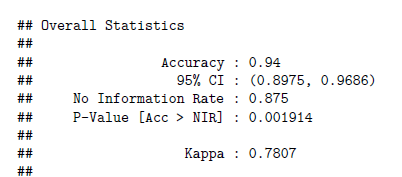 ## Overall Statistics
##
##                Accuracy : 0.94
##                  95% CI : (0.8975, 0.9686)
##     No Information Rate : 0.875
##     P-Value [Acc > NIR] : 0.001914
##
##                   Kappa : 0.7807
##